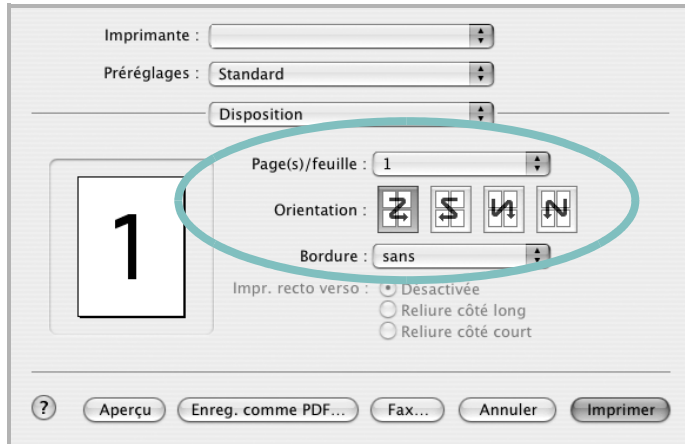 Imprimante :
Préréglages : Standard
Disposition
Page(s)/feuille : 1
1
Orientation :
Bordure : sans
Impr. recto verso : Désactivée
Reliure côté long
Reliure côté court
? Aperçu Enreg. comme PDF... Fax... Annuler Imprimer